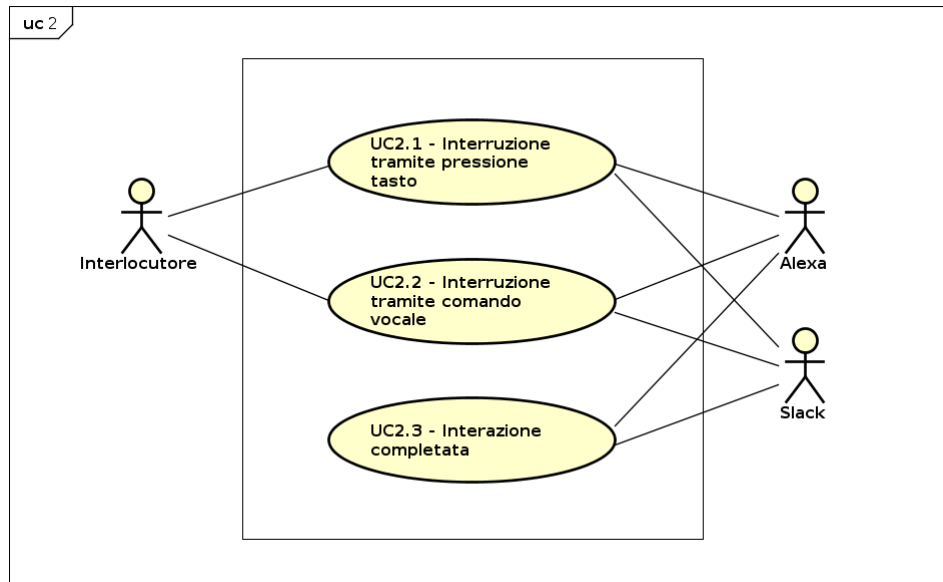 uc 2
UC2.1 - Interruzione
tramite pressione
tasto
Interlocutore
Alexa
UC2.2 - Interruzione
tramite comando
vocale
Slack
UC2.3 - Interazione
completata